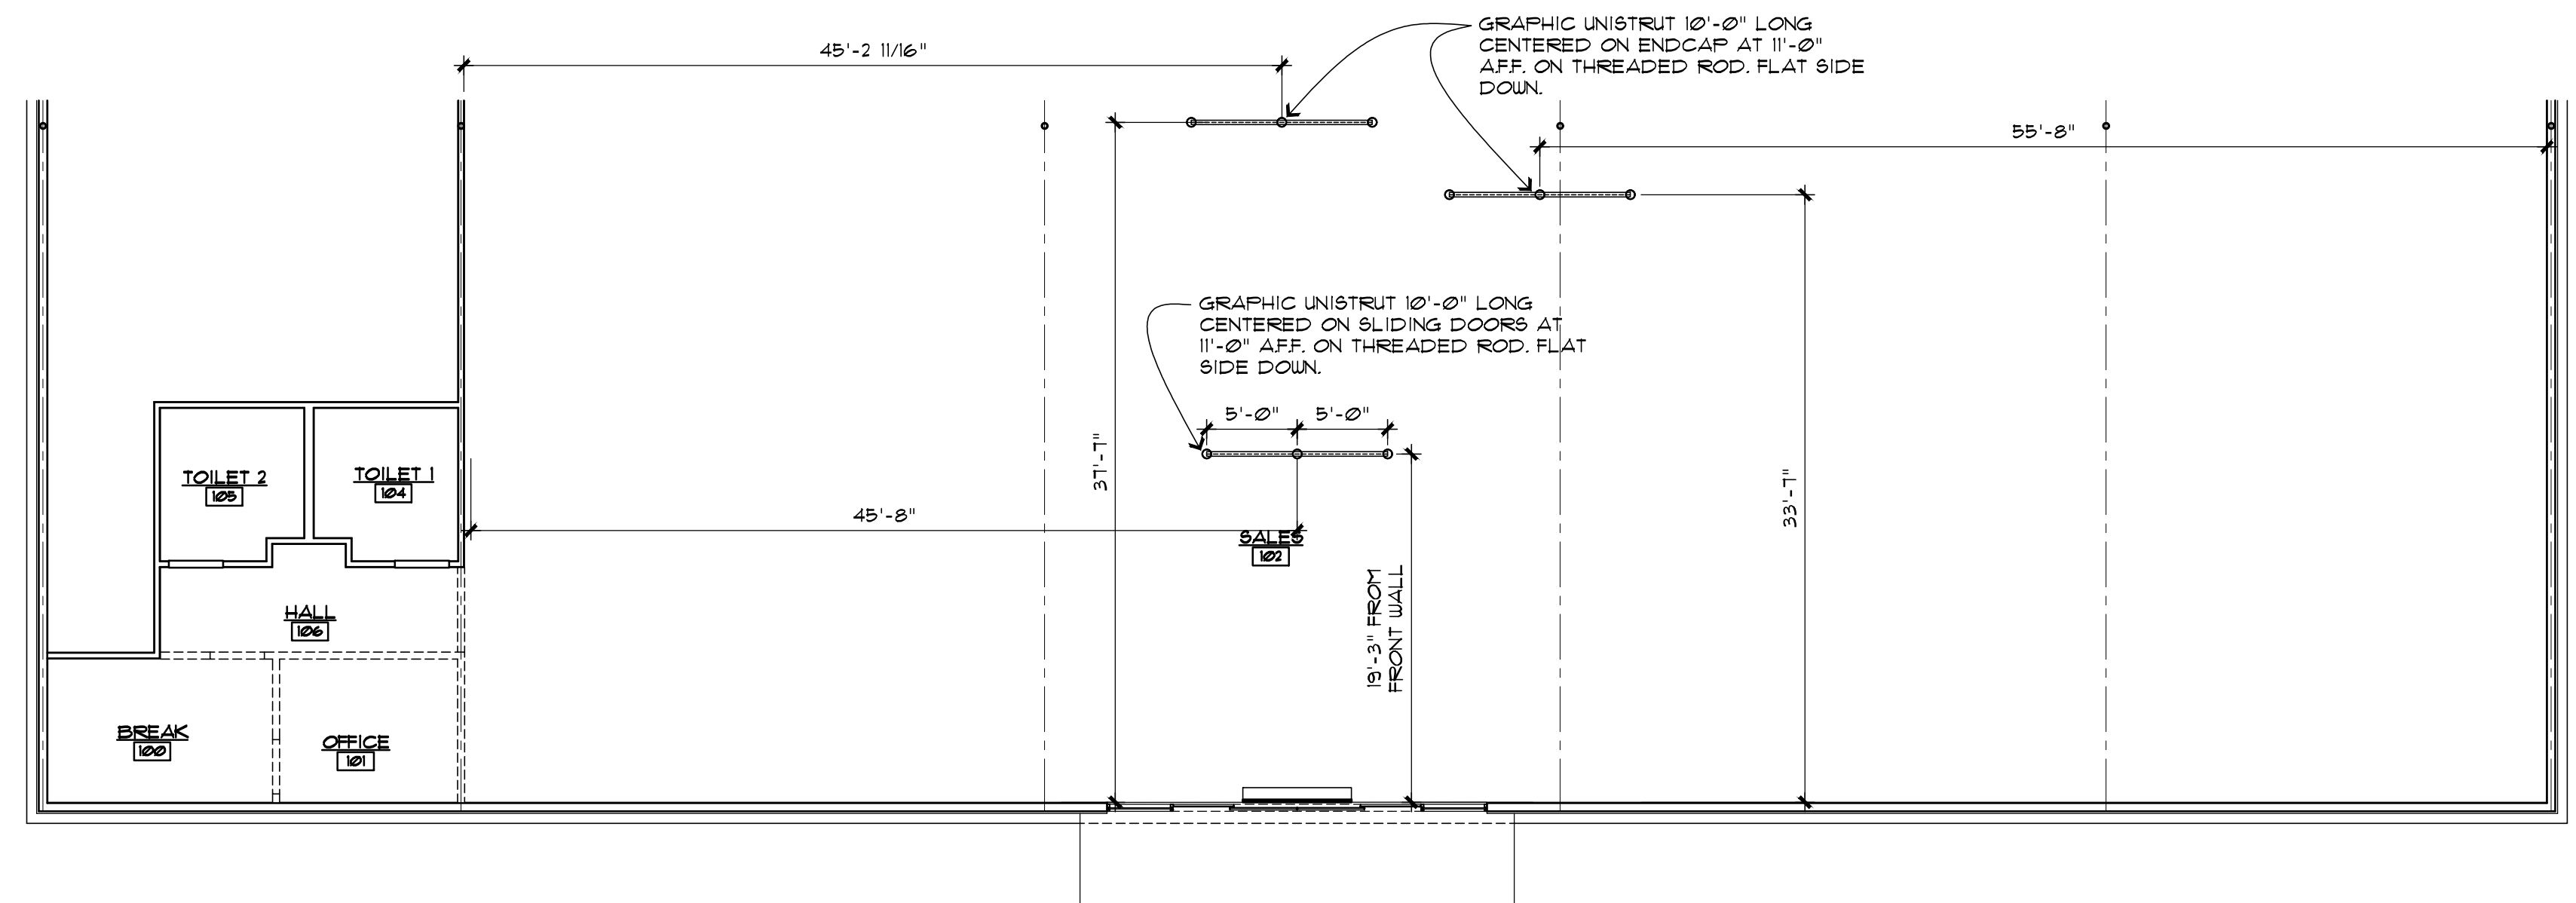 GRAPHIC UNISTRUT 10'-0" LONG
CENTERED ON ENDCAP AT 11'-0"
A.F.F. ON THREADED ROD. FLAT SIDE
DOWN.
45'-2 11/16"
55'-8"
GRAPHIC UNISTRUT 10'-0" LONG
CENTERED ON SLIDING DOORS AT
11'-0" A.F.F. ON THREADED ROD. FLAT
SIDE DOWN.
5'-0" 5'-0"
37'-7"
33'-7"
TOILET 2
105
TOILET 1
104
45'-8"
SALES
102
19'-3" FROM
FRONT WALL
HALL
106
BREAK
100
OFFICE
101